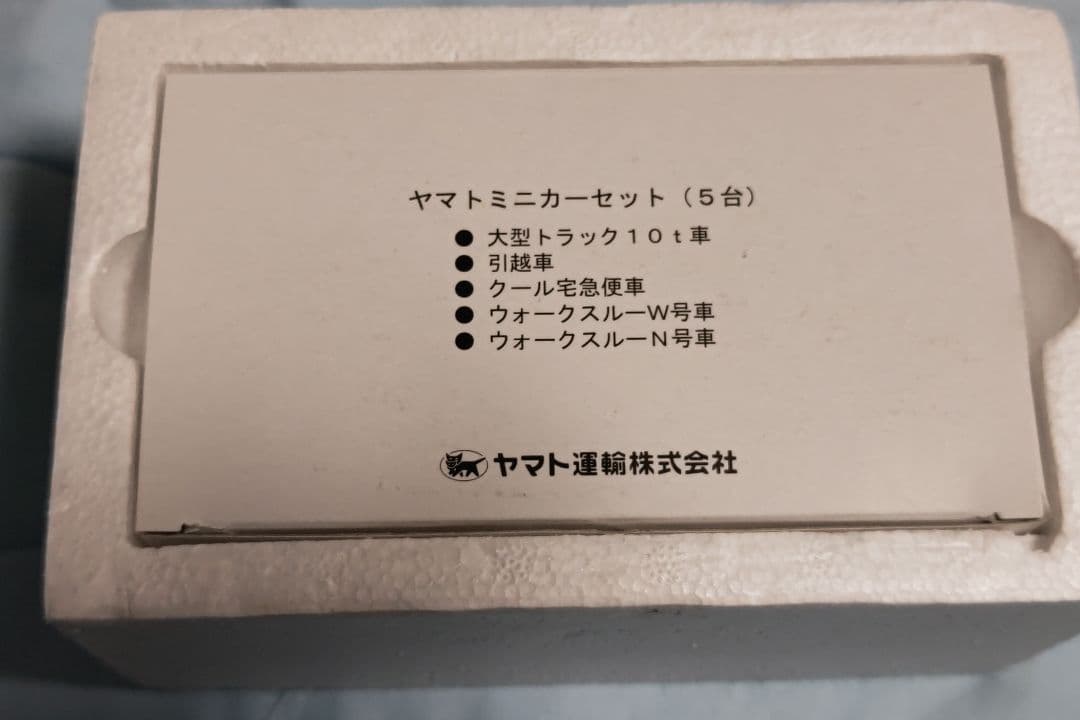 ヤマトミニカーセット（５台）
● 大型トラック１０ｔ車
● 引越車
● クール宅急便車
● ウォークスルーＷ号車
● ウォークスルーＮ号車
ヤマト運輸株式会社